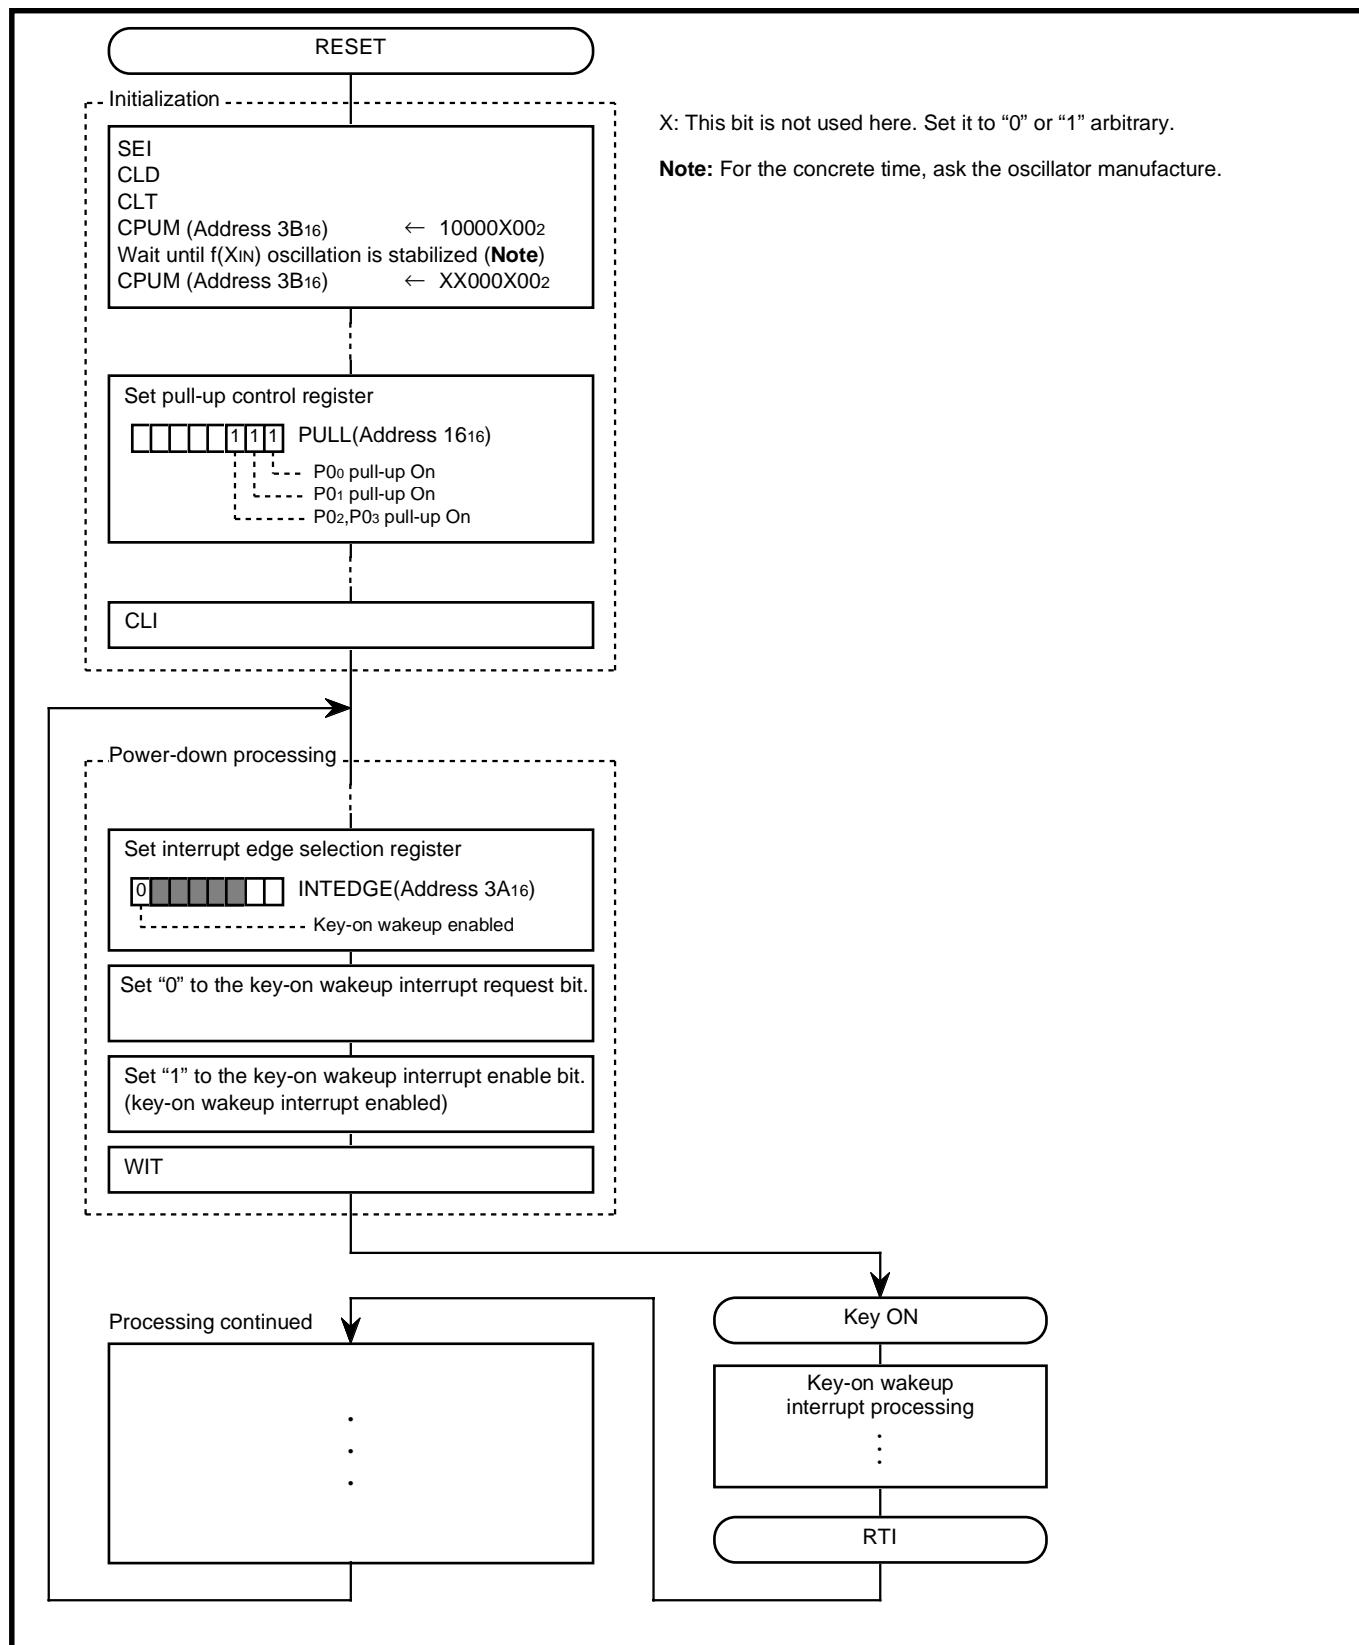 RESET
Initialization
X: This bit is not used here. Set it to “0” or “1” arbitrary.
Note: For the concrete time, ask the oscillator manufacture.
SEI
CLD
CLT
CPUM (Address 3B16) ← 10000X002
Wait until f(XIN) oscillation is stabilized (Note)
CPUM (Address 3B16) ← XX000X002
Set pull-up control register
1 1 1 PULL(Address 1616)
P00 pull-up On
P01 pull-up On
P02,P03 pull-up On
CLI
Power-down processing
Set interrupt edge selection register
0 INTEDGE(Address 3A16)
Key-on wakeup enabled
Set “0” to the key-on wakeup interrupt request bit.
Set “1” to the key-on wakeup interrupt enable bit.
(key-on wakeup interrupt enabled)
WIT
Key ON
Processing continued
Key-on wakeup
interrupt processing
RTI